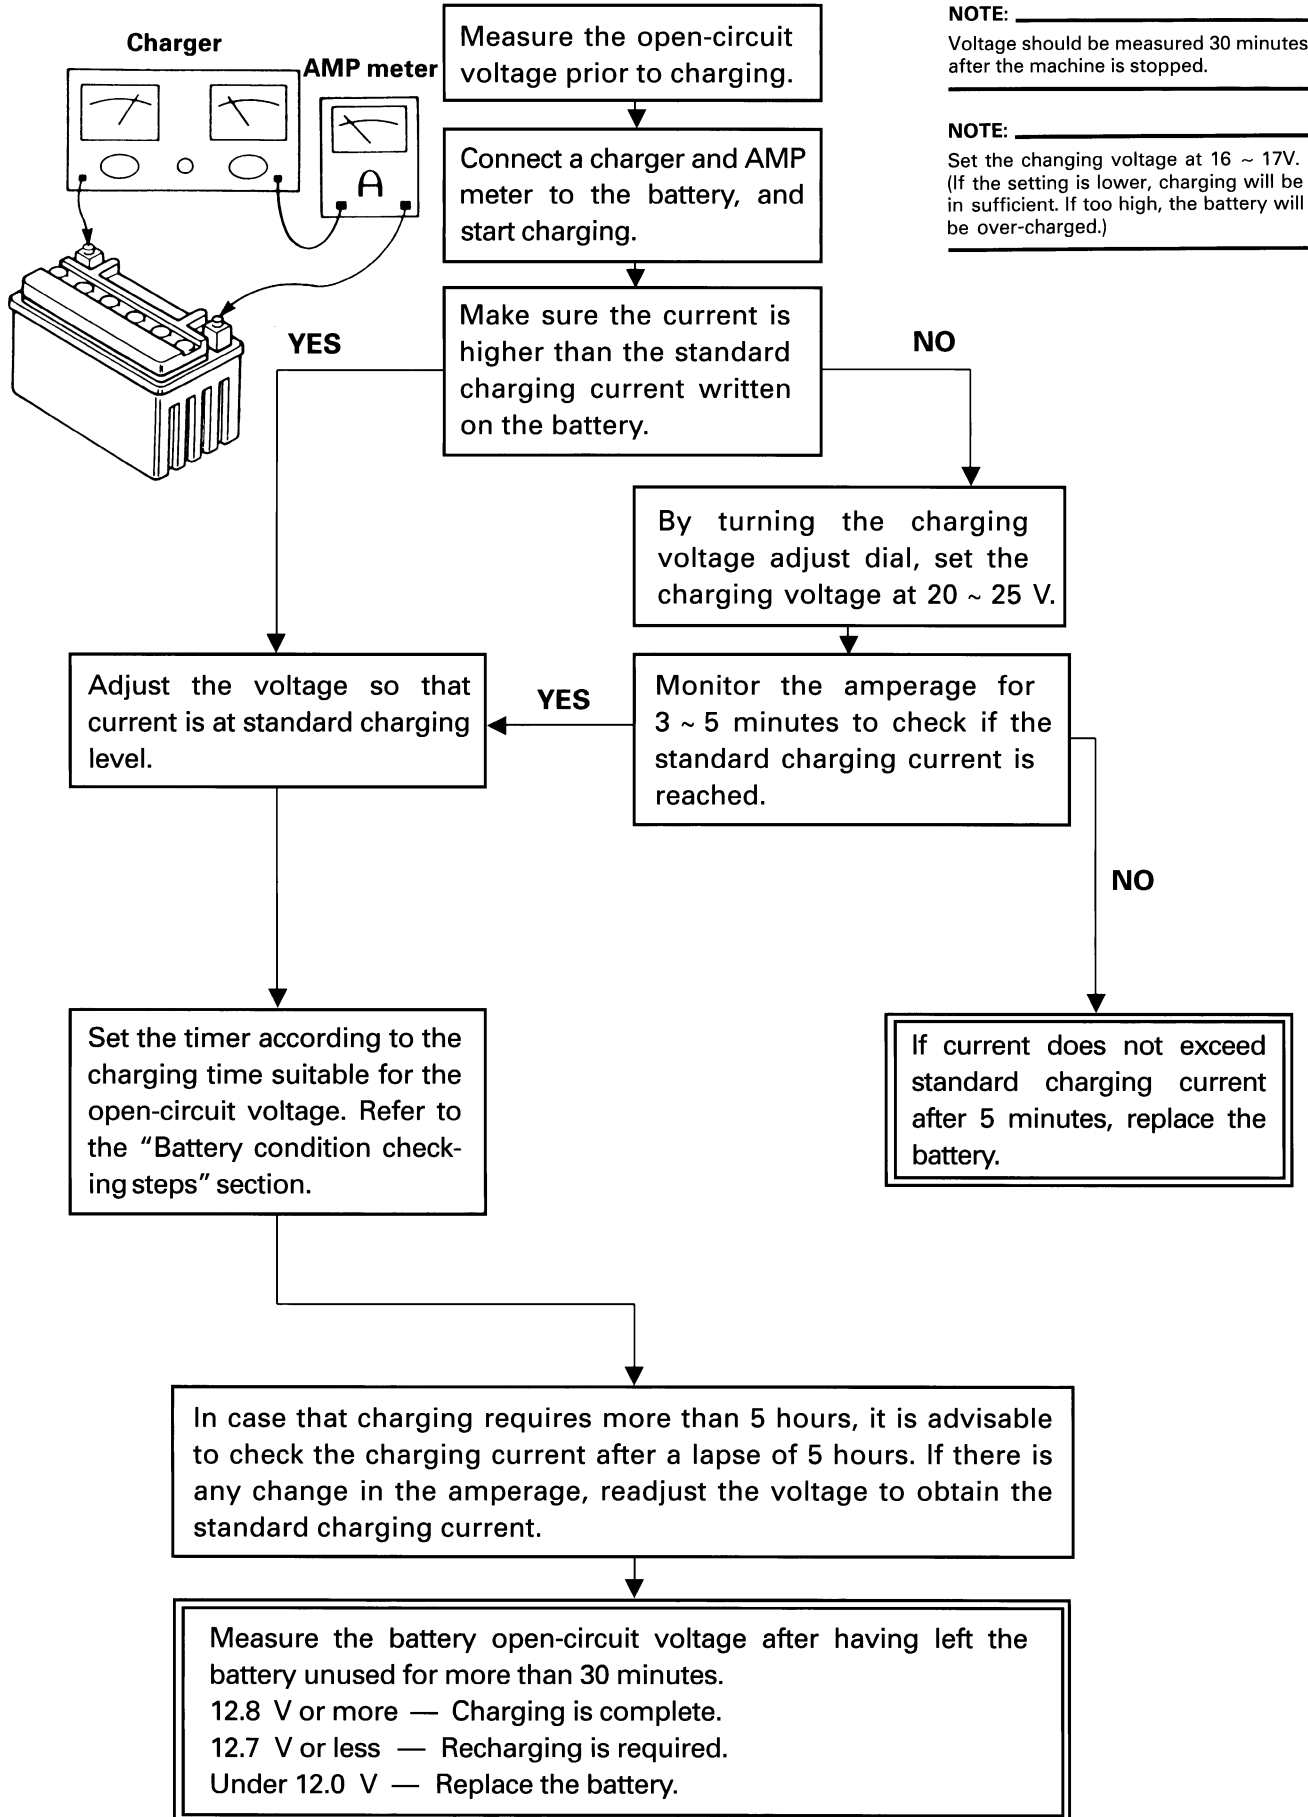 Charger
AMP meter
A
Measure the open-circuit
voltage prior to charging.
NOTE:
Voltage should be measured 30 minutes
after the machine is stopped.
NOTE:
Set the changing voltage at 16 ~ 17V.
(If the setting is lower, charging will be
in sufficient. If too high, the battery will
be over-charged.)
Connect a charger and AMP
meter to the battery, and
start charging.
Make sure the current is
higher than the standard
charging current written
on the battery.
YES
NO
By turning the charging
voltage adjust dial, set the
charging voltage at 20 ~ 25 V.
Adjust the voltage so that
current is at standard charging
level.
YES
Monitor the amperage for
3 ~ 5 minutes to check if the
standard charging current is
reached.
NO
Set the timer according to the
charging time suitable for the
open-circuit voltage. Refer to
the “Battery condition check-
ing steps” section.
If current does not exceed
standard charging current
after 5 minutes, replace the
battery.
In case that charging requires more than 5 hours, it is advisable
to check the charging current after a lapse of 5 hours. If there is
any change in the amperage, readjust the voltage to obtain the
standard charging current.
Measure the battery open-circuit voltage after having left the
battery unused for more than 30 minutes.
12.8 V or more — Charging is complete.
12.7 V or less — Recharging is required.
Under 12.0 V — Replace the battery.